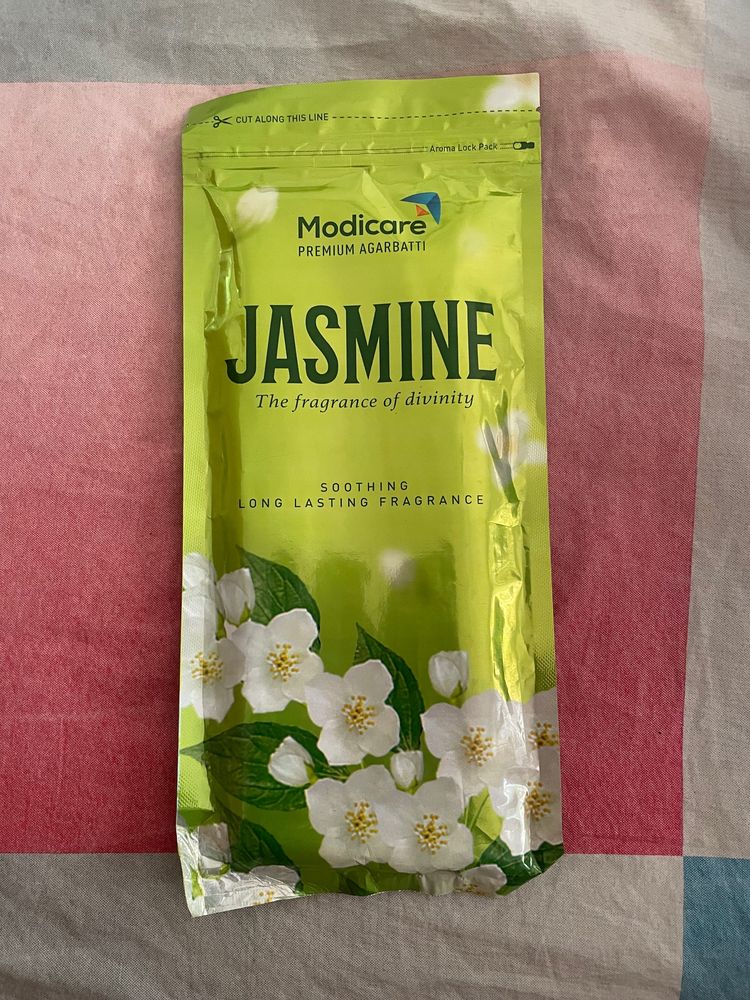 CUT ALONG THIS LINE
Aroma Lock Pack
Modicare
PREMIUM AGARBATTI
JASMINE
The fragrance of divinity
SOOTHING
LONG LASTING FRAGRANCE